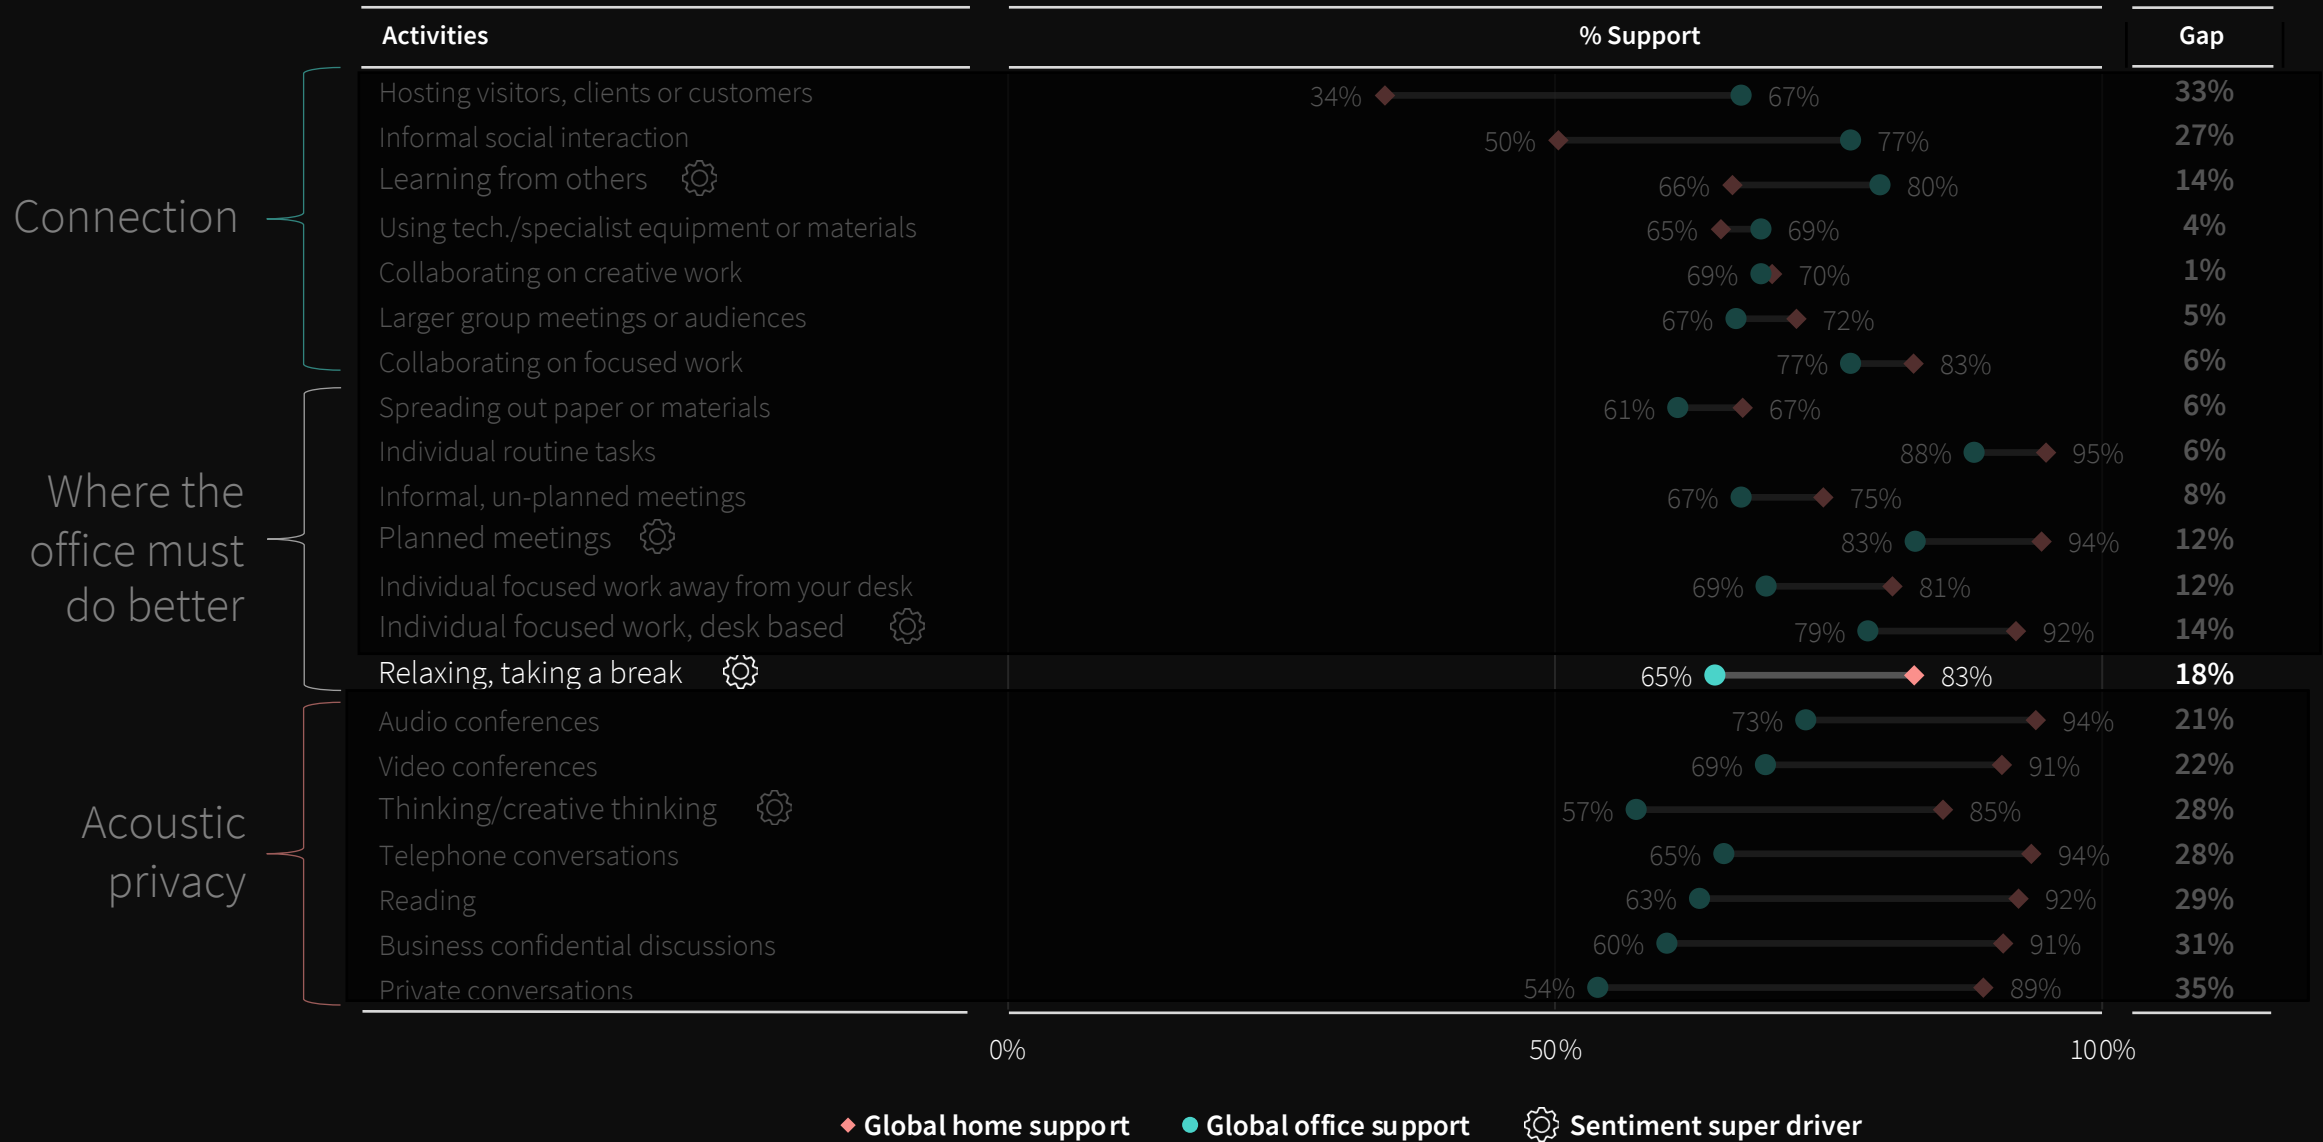 Activities % Support Gap
Connection
Hosting visitors, clients or customers 34% 67% 33%
Informal social interaction 50% 77% 27%
Learning from others 66% 80% 14%
Using tech./specialist equipment or materials 65% 69% 4%
Collaborating on creative work 69% 70% 1%
Larger group meetings or audiences 67% 72% 5%
Collaborating on focused work 77% 83% 6%
Where the
office must
do better
Spreading out paper or materials 61% 67% 6%
Individual routine tasks 88% 95% 6%
Informal, un-planned meetings 67% 75% 8%
Planned meetings 83% 94% 12%
Individual focused work away from your desk 69% 81% 12%
Individual focused work, desk based 79% 92% 14%
Relaxing, taking a break 65% 83% 18%
Acoustic
privacy
Audio conferences 73% 94% 21%
Video conferences 69% 91% 22%
Thinking/creative thinking 57% 85% 28%
Telephone conversations 65% 94% 28%
Reading 63% 92% 29%
Business confidential discussions 60% 91% 31%
Private conversations 54% 89% 35%
0% 50% 100%
Global home support Global office support Sentiment super driver